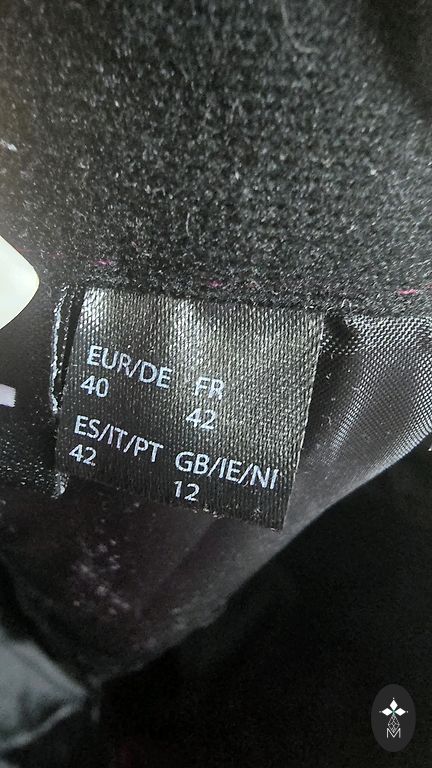 EUR/DE FR
40 42
ES/IT/PT GB/IE/NI
42 12
M